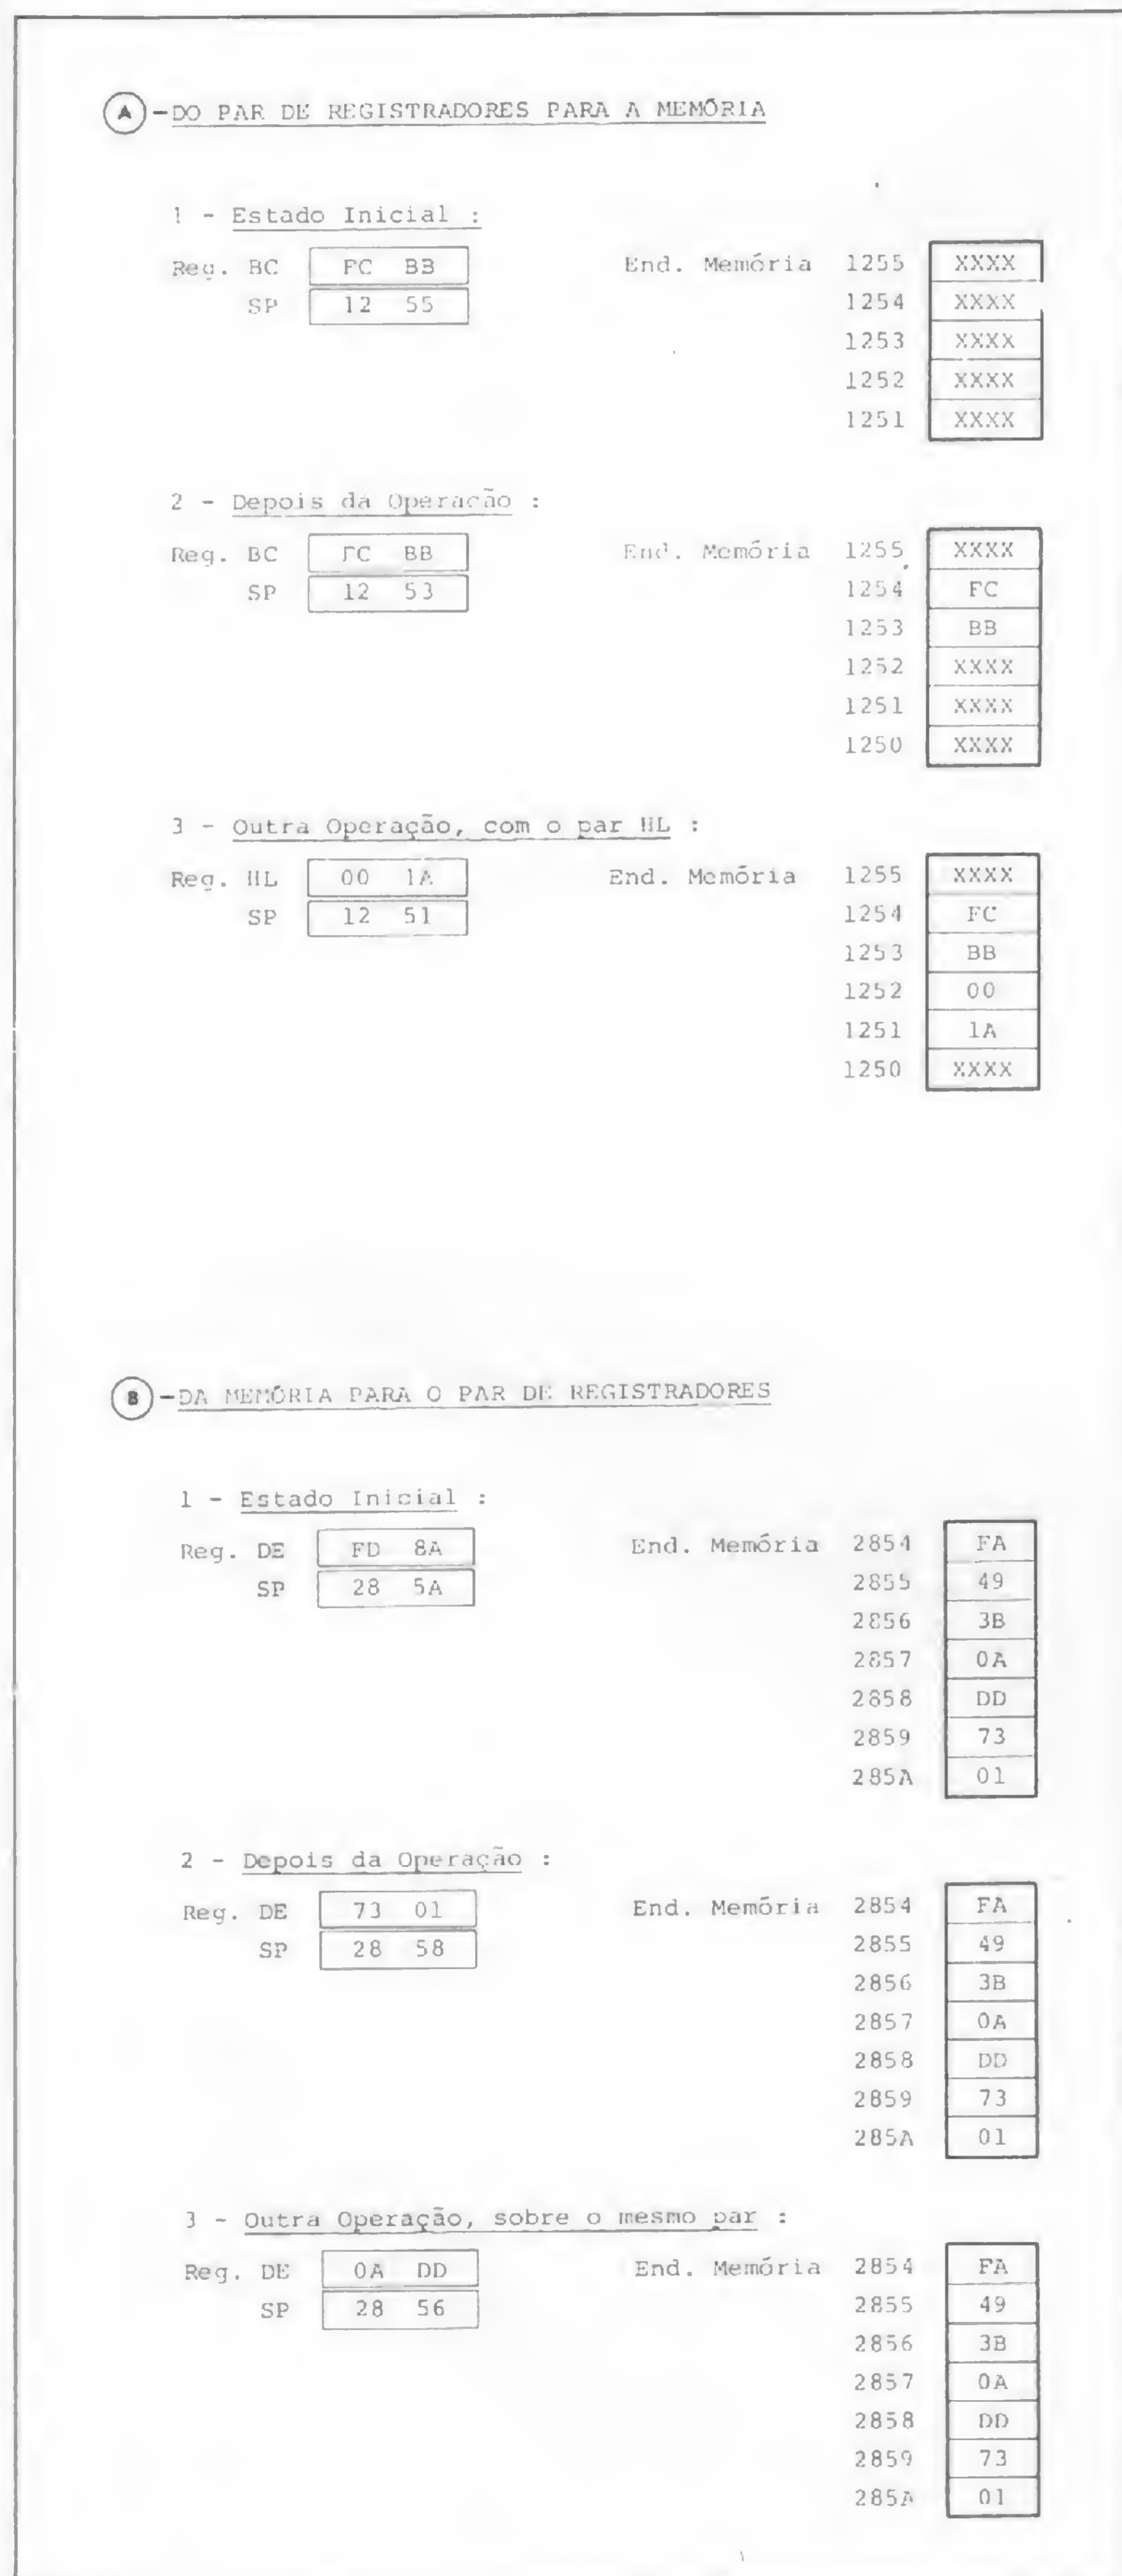 A - DO PAR DE REGISTRADORES PARA A MEMÓRIA
1 - Estado Inicial :
Reg. BC FC BB End. Memória 1255 XXXX
SP 12 55 1254 XXXX
1253 XXXX
1252 XXXX
1251 XXXX
2 - Depois da Operação :
Reg. BC FC BB End. Memória 1255 XXXX
SP 12 53 1254 FC
1253 BB
1252 XXXX
1251 XXXX
1250 XXXX
3 - Outra Operação, com o par HL :
Reg. HL 00 1A End. Memória 1255 XXXX
SP 12 51 1254 FC
1253 BB
1252 00
1251 1A
1250 XXXX
B - DA MEMÓRIA PARA O PAR DE REGISTRADORES
1 - Estado Inicial :
Reg. DE FD 8A End. Memória 2854 FA
SP 28 5A 2855 49
2856 3B
2857 0A
2858 DD
2859 73
285A 01
2 - Depois da Operação :
Reg. DE 73 01 End. Memória 2854 FA
SP 28 58 2855 49
2856 3B
2857 0A
2858 DD
2859 73
285A 01
3 - Outra Operação, sobre o mesmo par :
Reg. DE 0A DD End. Memória 2854 FA
SP 28 56 2855 49
2856 3B
2857 0A
2858 DD
2859 73
285A 01